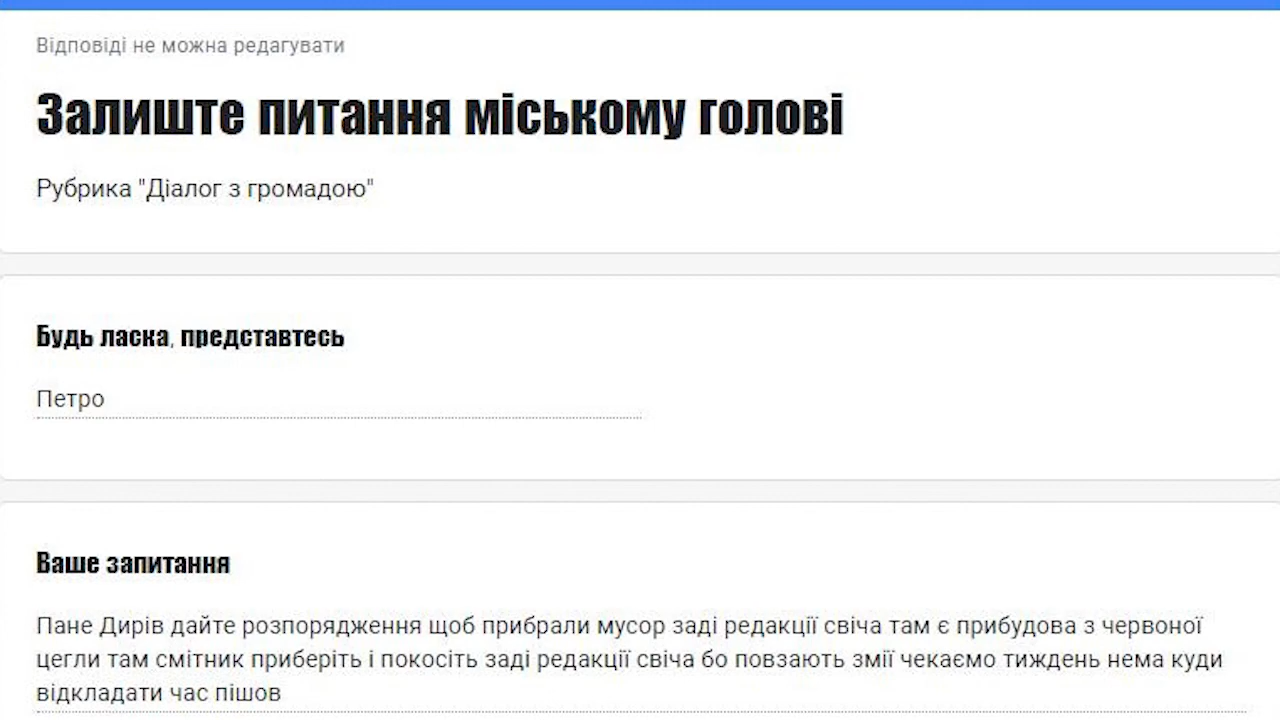 Відповіді не можна редагувати
Залиште питання міському голові
Рубрика "Діалог з громадою"
Будь ласка, представтесь
Петро
Ваше запитання
Пане Дирів дайте розпорядження щоб прибрали мусор заді редакції свіча там є прибудова з червоної
цегли там смітник приберіть і покосіть заді редакції свіча бо повзають змії чекаємо тиждень нема куди
відкладати час пішов